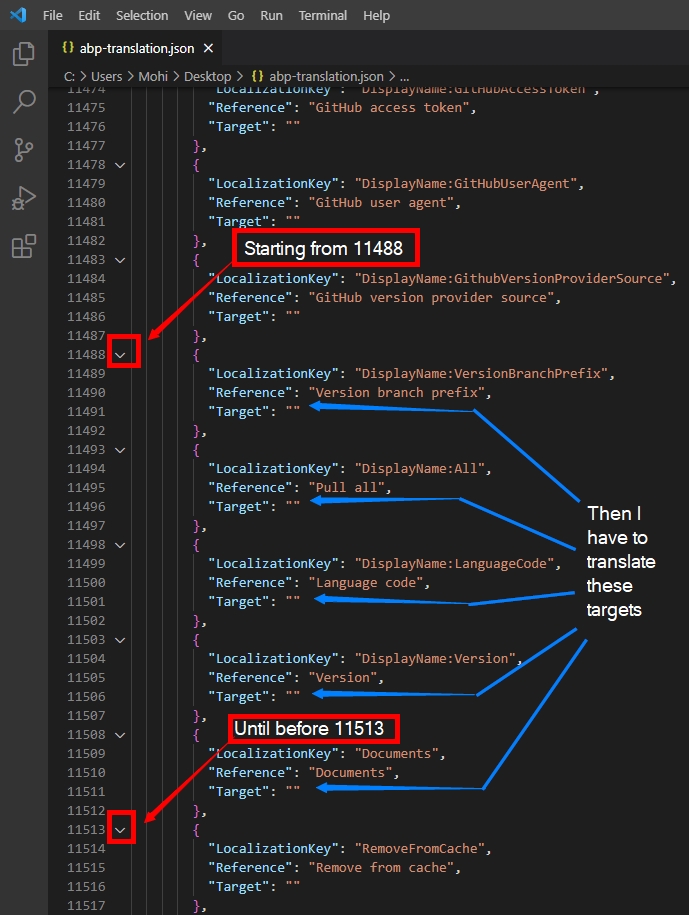 File Edit Selection View Go Run Terminal Help
{} abp-translation.json ×
C: > Users > Mohi > Desktop > {} abp-translation.json > ...
11474 "LocalizationKey": "DisplayName:GitHubAccessToken",
11475 "Reference": "GitHub access token",
11476 "Target": ""
11477 },
11478 {
11479 "LocalizationKey": "DisplayName:GitHubUserAgent",
11480 "Reference": "GitHub user agent",
11481 "Target": ""
11482 },
Starting from 11488
11483 {
11484 "LocalizationKey": "DisplayName:GithubVersionProviderSource",
11485 "Reference": "GitHub version provider source",
11486 "Target": ""
11487 },
11488 {
11489 "LocalizationKey": "DisplayName:VersionBranchPrefix",
11490 "Reference": "Version branch prefix",
11491 "Target": ""
11492 },
11493 {
11494 "LocalizationKey": "DisplayName:All",
11495 "Reference": "Pull all",
11496 "Target": ""
11497 },
11498 {
11499 "LocalizationKey": "DisplayName:LanguageCode",
11500 "Reference": "Language code",
11501 "Target": ""
11502 },
11503 {
11504 "LocalizationKey": "DisplayName:Version",
11505 "Reference": "Version",
11506 "Target": ""
11507 },
Then I
have to
translate
these
targets
Until before 11513
11508 {
11509 "LocalizationKey": "Documents",
11510 "Reference": "Documents",
11511 "Target": ""
11512 },
11513 {
11514 "LocalizationKey": "RemoveFromCache",
11515 "Reference": "Remove from cache",
11516 "Target": ""
11517 },